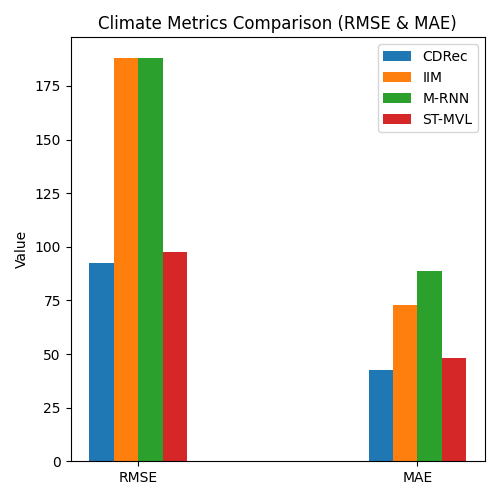 Climate Metrics Comparison (RMSE & MAE)
CDRec
IIM
M-RNN
ST-MVL
175
150
125
100
75
50
25
0
Value
RMSE
MAE